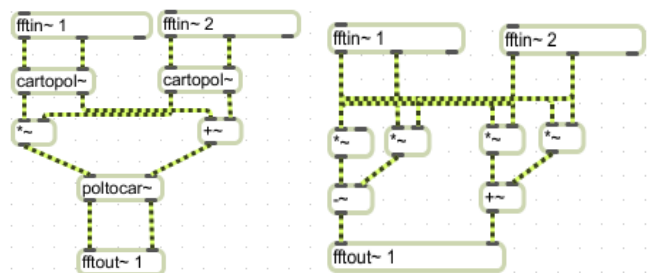 fftin~ 1
fftin~ 2
cartopol~
cartopol~
*~
+~
poltocar~
fftout~ 1
fftin~ 1
fftin~ 2
*~
*~
*~
*~
-~
+~
fftout~ 1